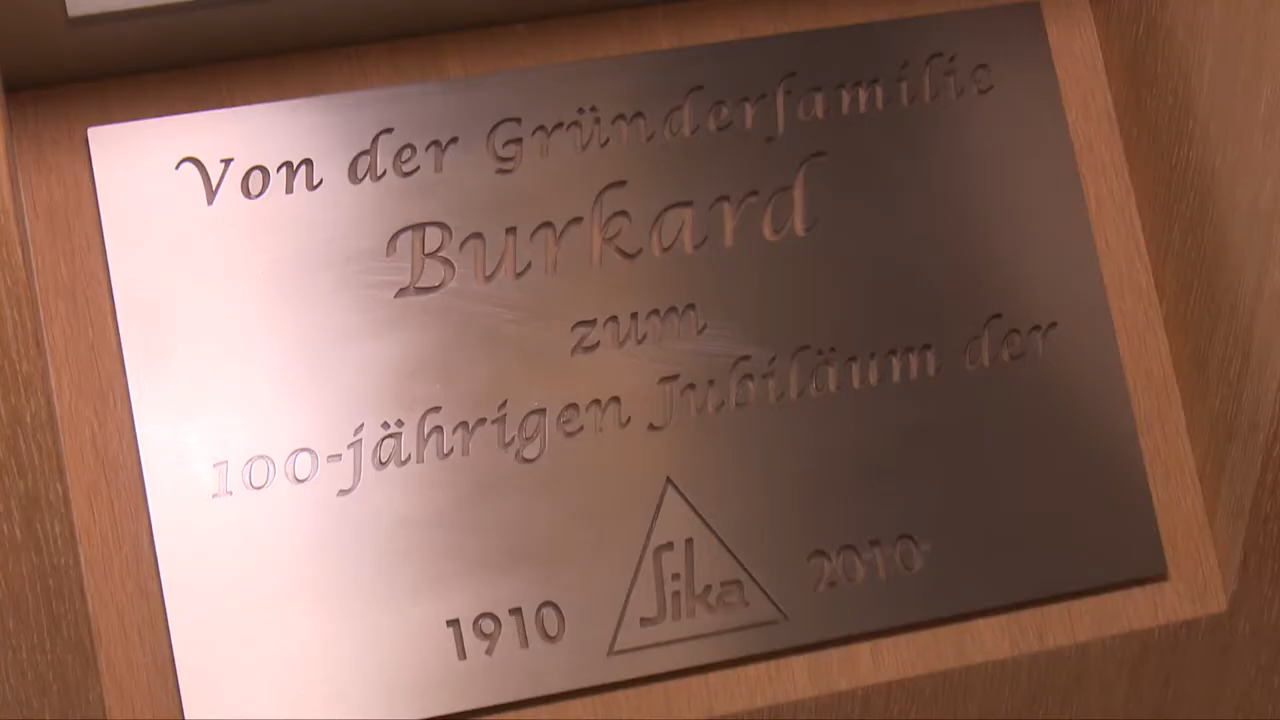 Von der Gründerfamilie
Burkard
zum
100-jährigen Jubiläum der
1910 Sika 2010